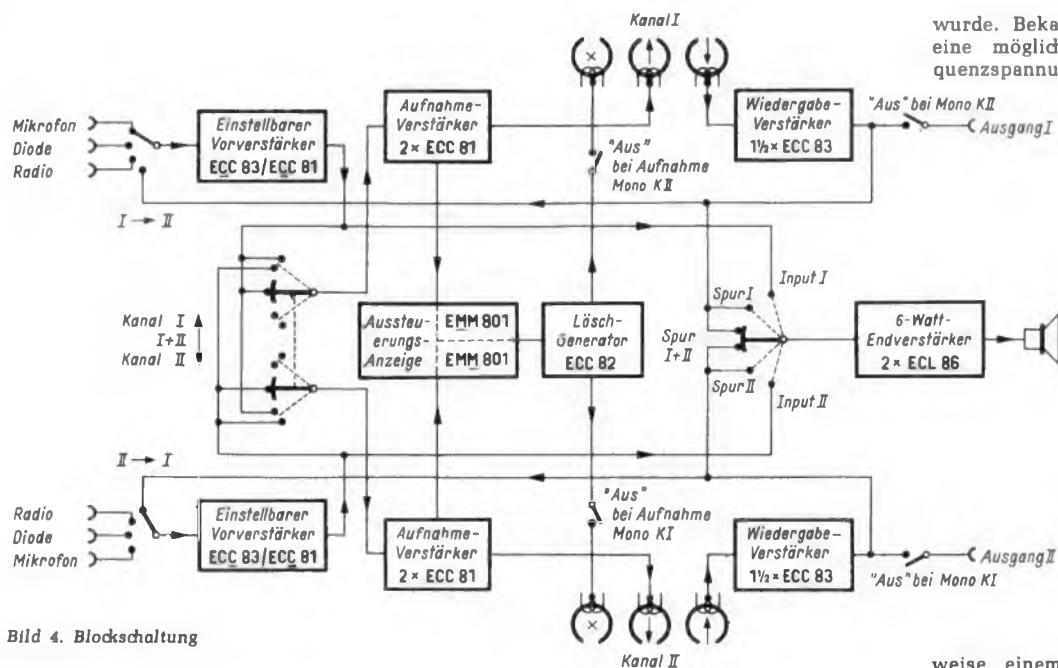 Kanal I
wurde. Beka
eine möglich
quenzspannu
Mikrofon
Diode
Radio
Einstellbarer
Vorverstärker
ECC 83/ECC 81
Aufnahme-
Verstärker
2 × ECC 81
"Aus"
bei Aufnahme
Mono K II
Wiedergabe-
Verstärker
1½ × ECC 83
"Aus" bei Mono K II
Ausgang I
I → II
Kanal I
I+II
Kanal II
Aussteu-
erungs-
Anzeige
EMM 801
EMM 801
Lösch-
Generator
ECC 82
Spur I
Spur
I+II
Spur II
Input I
Input II
6-Watt-
Endverstärker
2 × ECL 86
II → I
Radio
Diode
Mikrofon
Einstellbarer
Vorverstärker
ECC 83/ECC 81
Aufnahme-
Verstärker
2 × ECC 81
"Aus"
bei Aufnahme
Mono K I
Wiedergabe-
Verstärker
1½ × ECC 83
"Aus" bei Mono K I
Ausgang II
Bild 4. Blockschaltung
Kanal II
weise einem